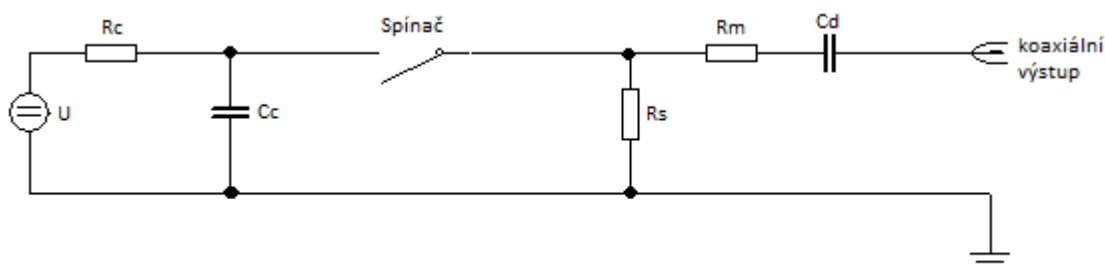 Rc
Spínač
Rm
Cd
koaxiální
výstup
U
Cc
Rs